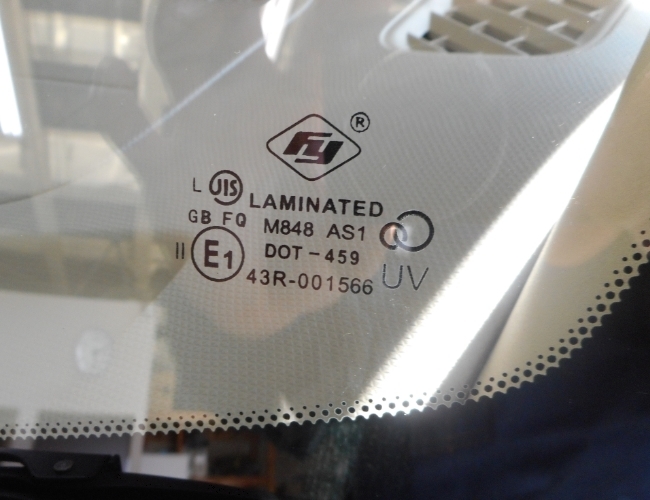 FY ®
L JIS LAMINATED
GB FQ M848 AS1
II E1 DOT-459
43R-001566 UV